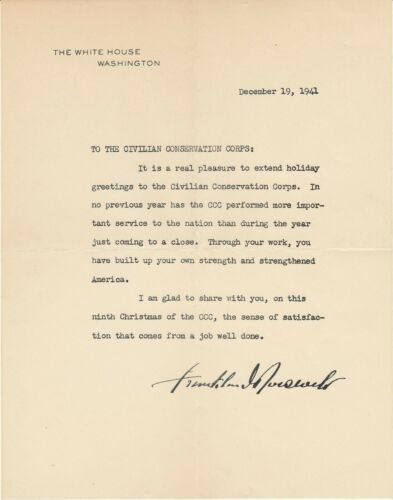 THE WHITE HOUSE
WASHINGTON
December 19, 1941
TO THE CIVILIAN CONSERVATION CORPS:
It is a real pleasure to extend holiday
greetings to the Civilian Conservation Corps. In
no previous year has the CCC performed more impor-
tant service to the nation than during the year
just coming to a close. Through your work, you
have built up your own strength and strengthened
America.
I am glad to share with you, on this
ninth Christmas of the CCC, the sense of satisfac-
tion that comes from a job well done.
Franklin D Roosevelt